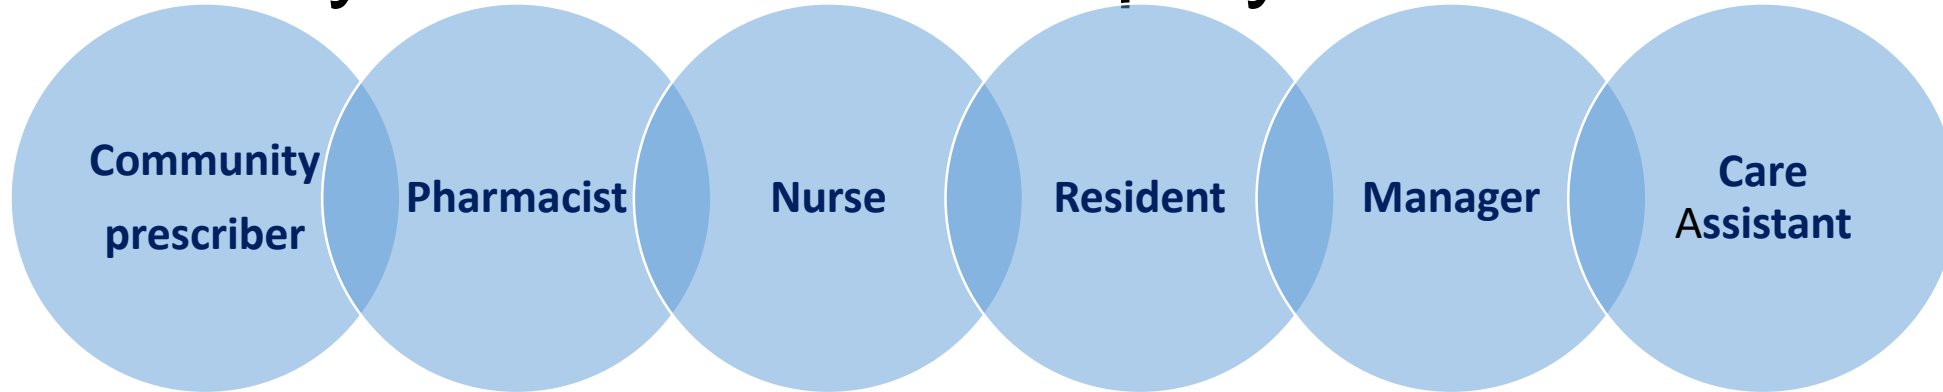 Community
prescriber
Pharmacist
Nurse
Resident
Manager
Care
Assistant